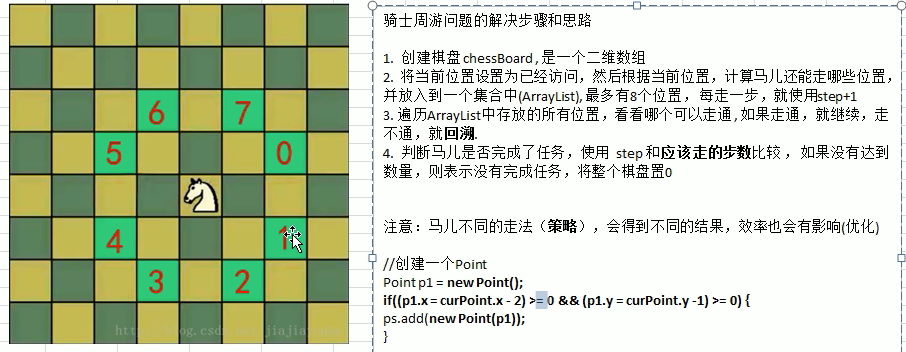 6
7
5
0
4
1
3
2
骑士周游问题的解决步骤和思路
1. 创建棋盘 chessBoard , 是一个二维数组
2. 将当前位置设置为已经访问，然后根据当前位置，计算马儿还能走哪些位置，
并放入到一个集合中(ArrayList), 最多有8个位置，每走一步，就使用step+1
3. 遍历ArrayList中存放的所有位置，看看哪个可以走通 , 如果走通，就继续，走
不通，就回溯.
4. 判断马儿是否完成了任务，使用 step 和应该走的步数比较 ，如果没有达到
数量，则表示没有完成任务，将整个棋盘置0
注意：马儿不同的走法（策略），会得到不同的结果，效率也会有影响(优化)
//创建一个Point
Point p1 = new Point();
if((p1.x = curPoint.x - 2) >= 0 && (p1.y = curPoint.y -1) >= 0) {
ps.add(new Point(p1));
}